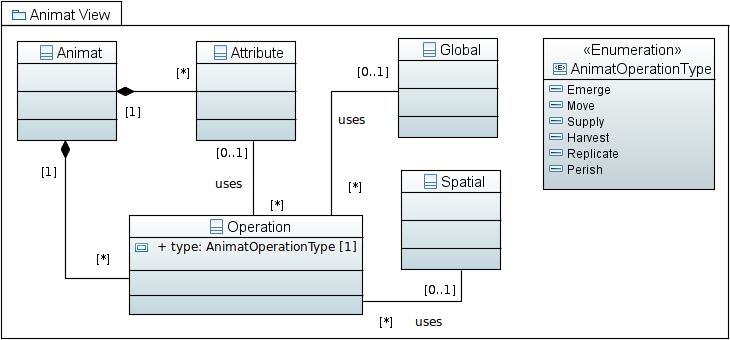 Animat View
Animat
Attribute
Global
«Enumeration»
AnimatOperationType
Emerge
Move
Supply
Harvest
Replicate
Perish
[*]
[1]
[0..1]
uses
[1]
[0..1]
uses
[*]
[*]
Spatial
Operation
+ type: AnimatOperationType [1]
[*]
[0..1]
[*] uses